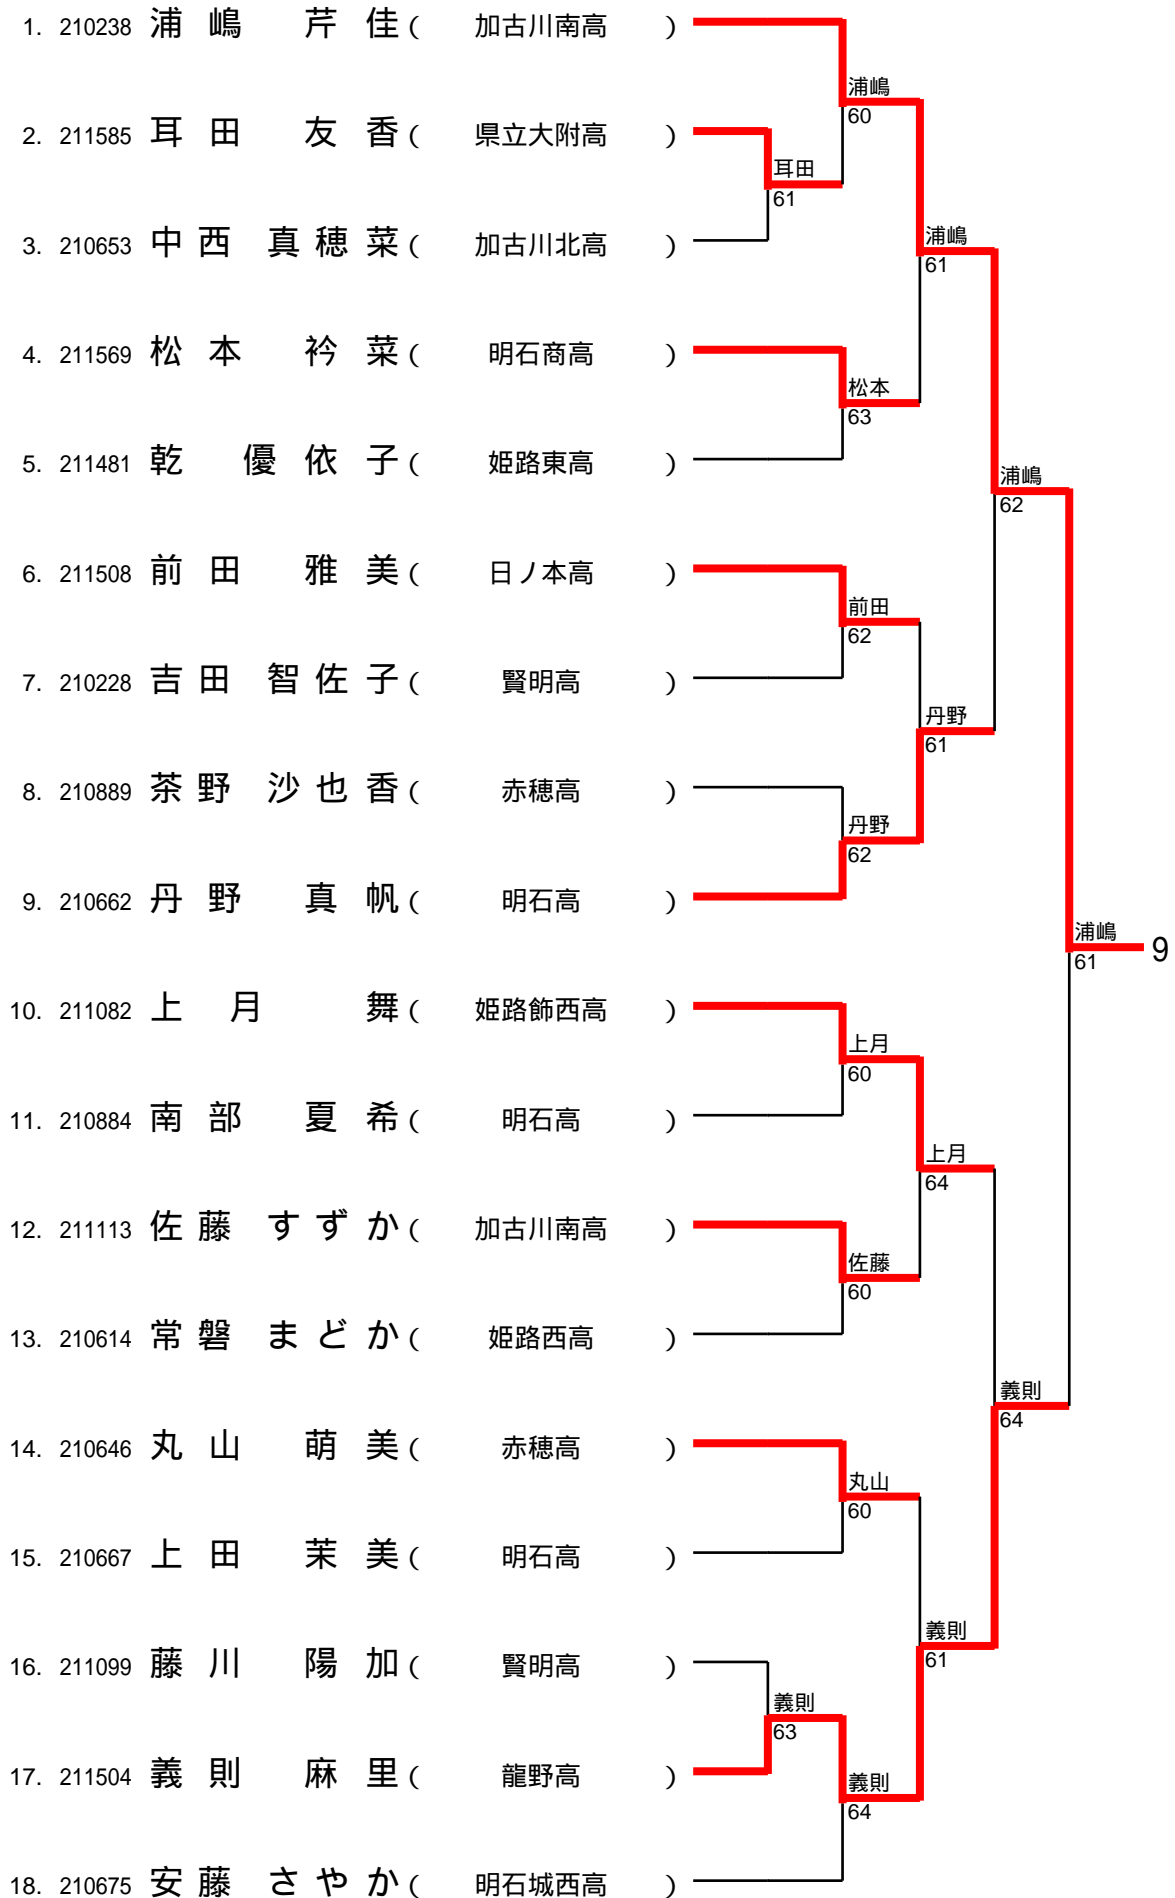 1. 210238 浦嶋 芹佳 ( 加古川南高 )
浦嶋
60
2. 211585 耳田 友香 ( 県立大附高 )
耳田
61
3. 210653 中西 真穂菜 ( 加古川北高 )
浦嶋
61
4. 211569 松本 衿菜 ( 明石商高 )
松本
63
5. 211481 乾 優依子 ( 姫路東高 )
浦嶋
62
6. 211508 前田 雅美 ( 日ノ本高 )
前田
62
7. 210228 吉田 智佐子 ( 賢明高 )
丹野
61
8. 210889 茶野 沙也香 ( 赤穂高 )
丹野
62
9. 210662 丹野 真帆 ( 明石高 )
浦嶋
61
9
10. 211082 上月 舞 ( 姫路飾西高 )
上月
60
11. 210884 南部 夏希 ( 明石高 )
上月
64
12. 211113 佐藤 すずか ( 加古川南高 )
佐藤
60
13. 210614 常磐 まどか ( 姫路西高 )
義則
64
14. 210646 丸山 萌美 ( 赤穂高 )
丸山
60
15. 210667 上田 茉美 ( 明石高 )
義則
61
16. 211099 藤川 陽加 ( 賢明高 )
義則
63
17. 211504 義則 麻里 ( 龍野高 )
義則
64
18. 210675 安藤 さやか ( 明石城西高 )